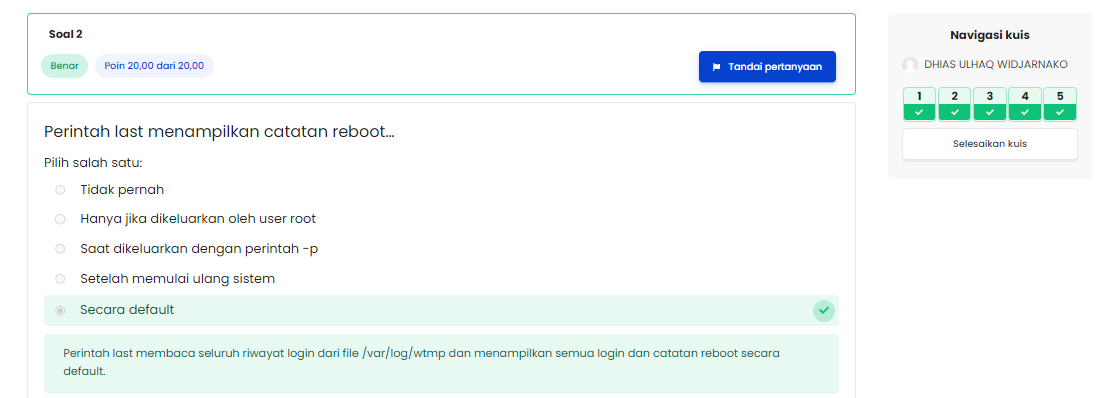 Soal 2
Benar
Poin 20,00 dari 20,00
Tandai pertanyaan
Perintah last menampilkan catatan reboot...
Pilih salah satu:
Tidak pernah
Hanya jika dikeluarkan oleh user root
Saat dikeluarkan dengan perintah -p
Setelah memulai ulang sistem
Secara default
Perintah last membaca seluruh riwayat login dari file /var/log/wtmp dan menampilkan semua login dan catatan reboot secara
default.
Navigasi kuis
DHIAS ULHAQ WIDJARNAKO
1 2 3 4 5
Selesaikan kuis